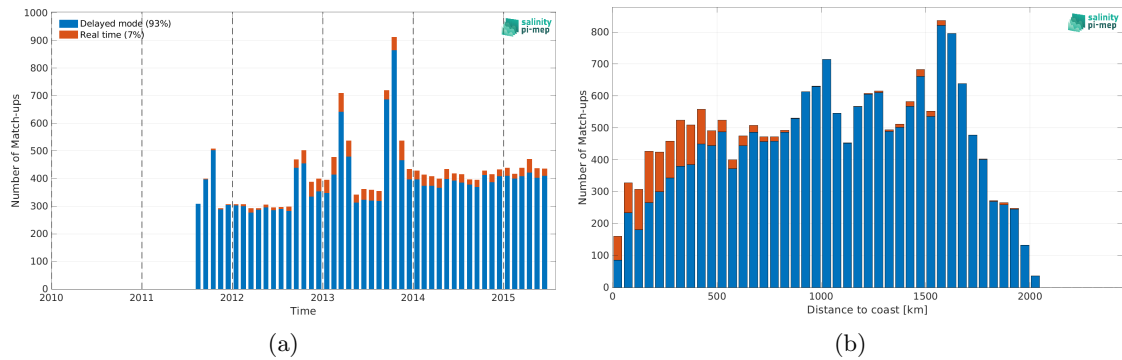 1000
900
800
700
600
500
400
300
200
100
0
Number of Match-ups
Delayed mode (93%)
Real time (7%)
salinity
pi-mep
2010 2011 2012 2013 2014 2015
Time
(a)
800
700
600
500
400
300
200
100
0
Number of Match-ups
salinity
pi-mep
0 500 1000 1500 2000
Distance to coast [km]
(b)